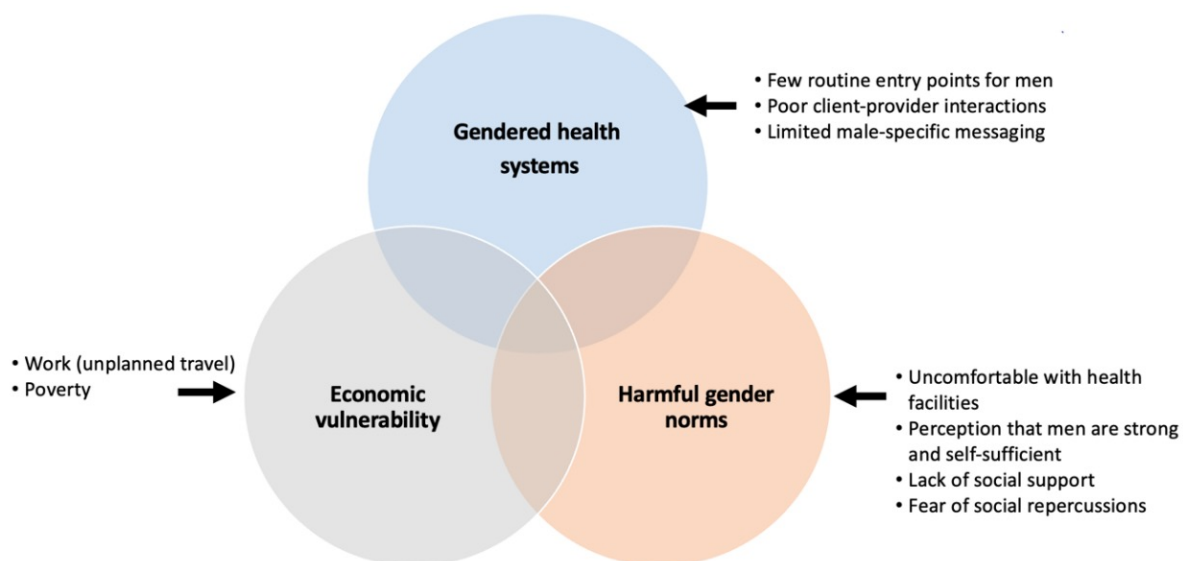 • Few routine entry points for men
• Poor client-provider interactions
• Limited male-specific messaging
Gendered health
systems
• Work (unplanned travel)
• Poverty
Economic
vulnerability
Harmful gender
norms
• Uncomfortable with health
facilities
• Perception that men are strong
and self-sufficient
• Lack of social support
• Fear of social repercussions